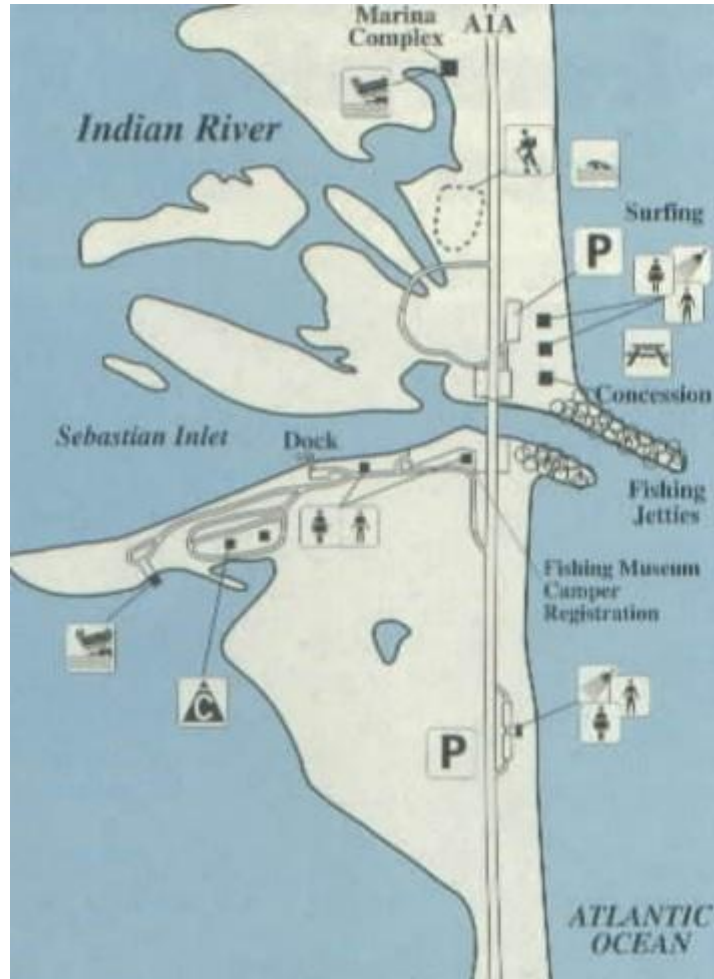 Marina
Complex
A1A
Indian River
Surfing
P
Concession
Sebastian Inlet
Dock
Fishing
Jetties
Fishing Museum
Camper
Registration
C
P
ATLANTIC
OCEAN